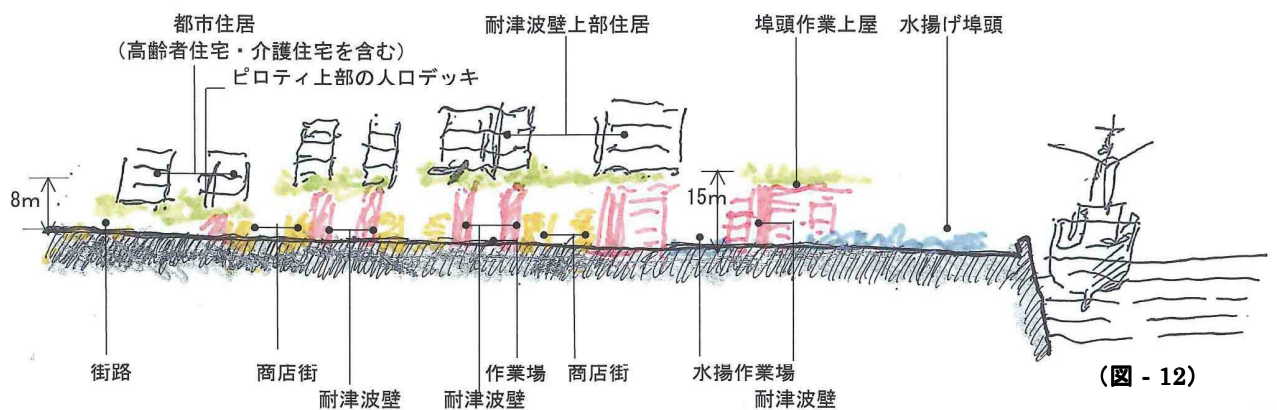 都市住居
(高齢者住宅・介護住宅を含む)
ピロティ上部の人口デッキ
耐津波壁上部住居
埠頭作業上屋
水揚げ埠頭
8m
15m
街路
商店街
耐津波壁
耐津波壁
作業場
商店街
水揚作業場
耐津波壁
(図 - 12)